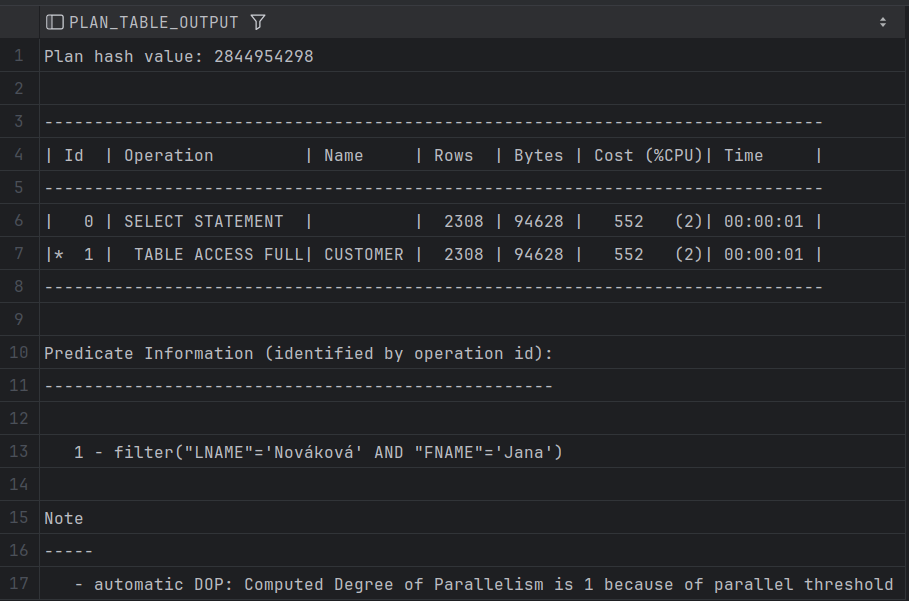 PLAN_TABLE_OUTPUT
1 Plan hash value: 2844954298
2
3 ------------------------------------------------------------------------------
4 | Id  | Operation         | Name     | Rows  | Bytes | Cost (%CPU)| Time     |
5 ------------------------------------------------------------------------------
6 |   0 | SELECT STATEMENT  |          |  2308 | 94628 |   552   (2)| 00:00:01 |
7 |*  1 |  TABLE ACCESS FULL| CUSTOMER |  2308 | 94628 |   552   (2)| 00:00:01 |
8 ------------------------------------------------------------------------------
9
10 Predicate Information (identified by operation id):
11 ---------------------------------------------------
12
13    1 - filter("LNAME"='Nováková' AND "FNAME"='Jana')
14
15 Note
16 -----
17    - automatic DOP: Computed Degree of Parallelism is 1 because of parallel threshold